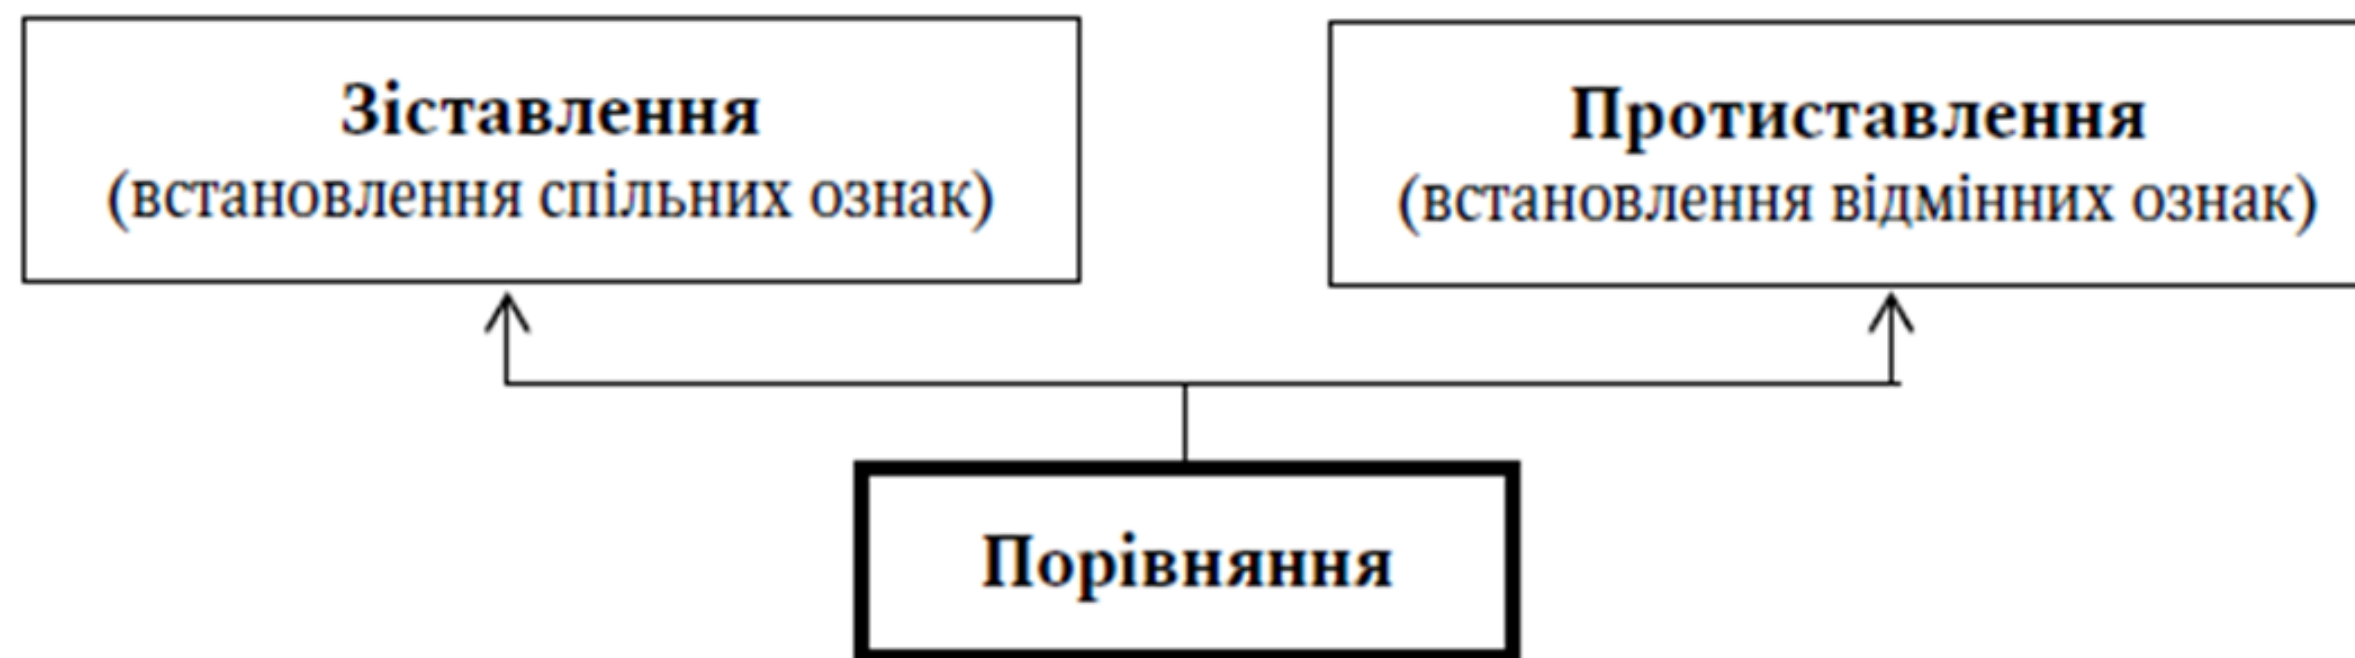 Зіставлення
(встановлення спільних ознак)
Протиставлення
(встановлення відмінних ознак)
Порівняння